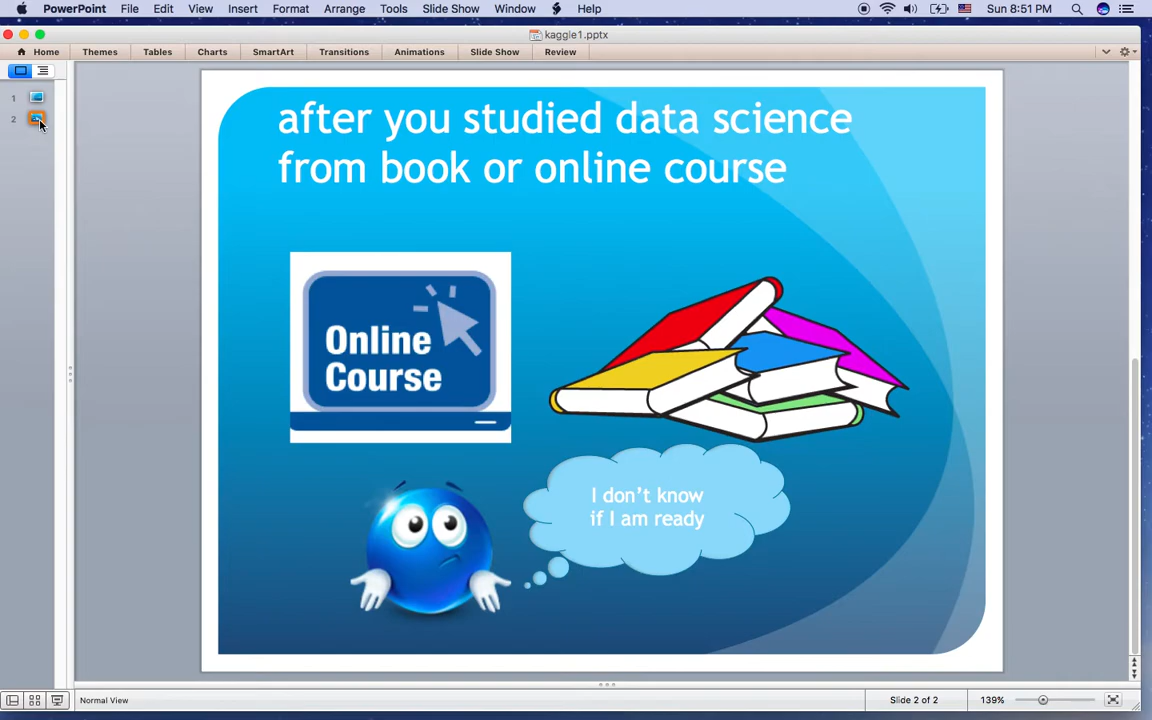 PowerPoint File Edit View Insert Format Arrange Tools Slide Show Window Help Sun 8:51 PM
kaggle1.pptx
Home Themes Tables Charts SmartArt Transitions Animations Slide Show Review
1
2
after you studied data science
from book or online course
Online
Course
I don't know
if I am ready
Normal View Slide 2 of 2 139%